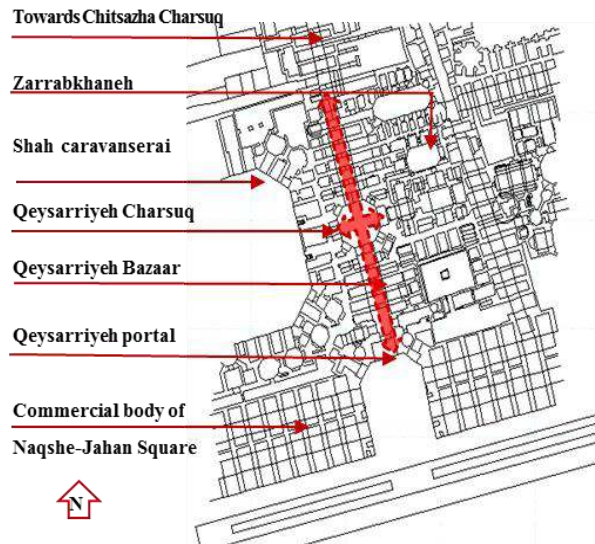 Towards Chitsazha Charsuq
Zarrabkhaneh
Shah caravanserai
Qeysarriyeh Charsuq
Qeysarriyeh Bazaar
Qeysarriyeh portal
Commercial body of
Naqshe-Jahan Square
N